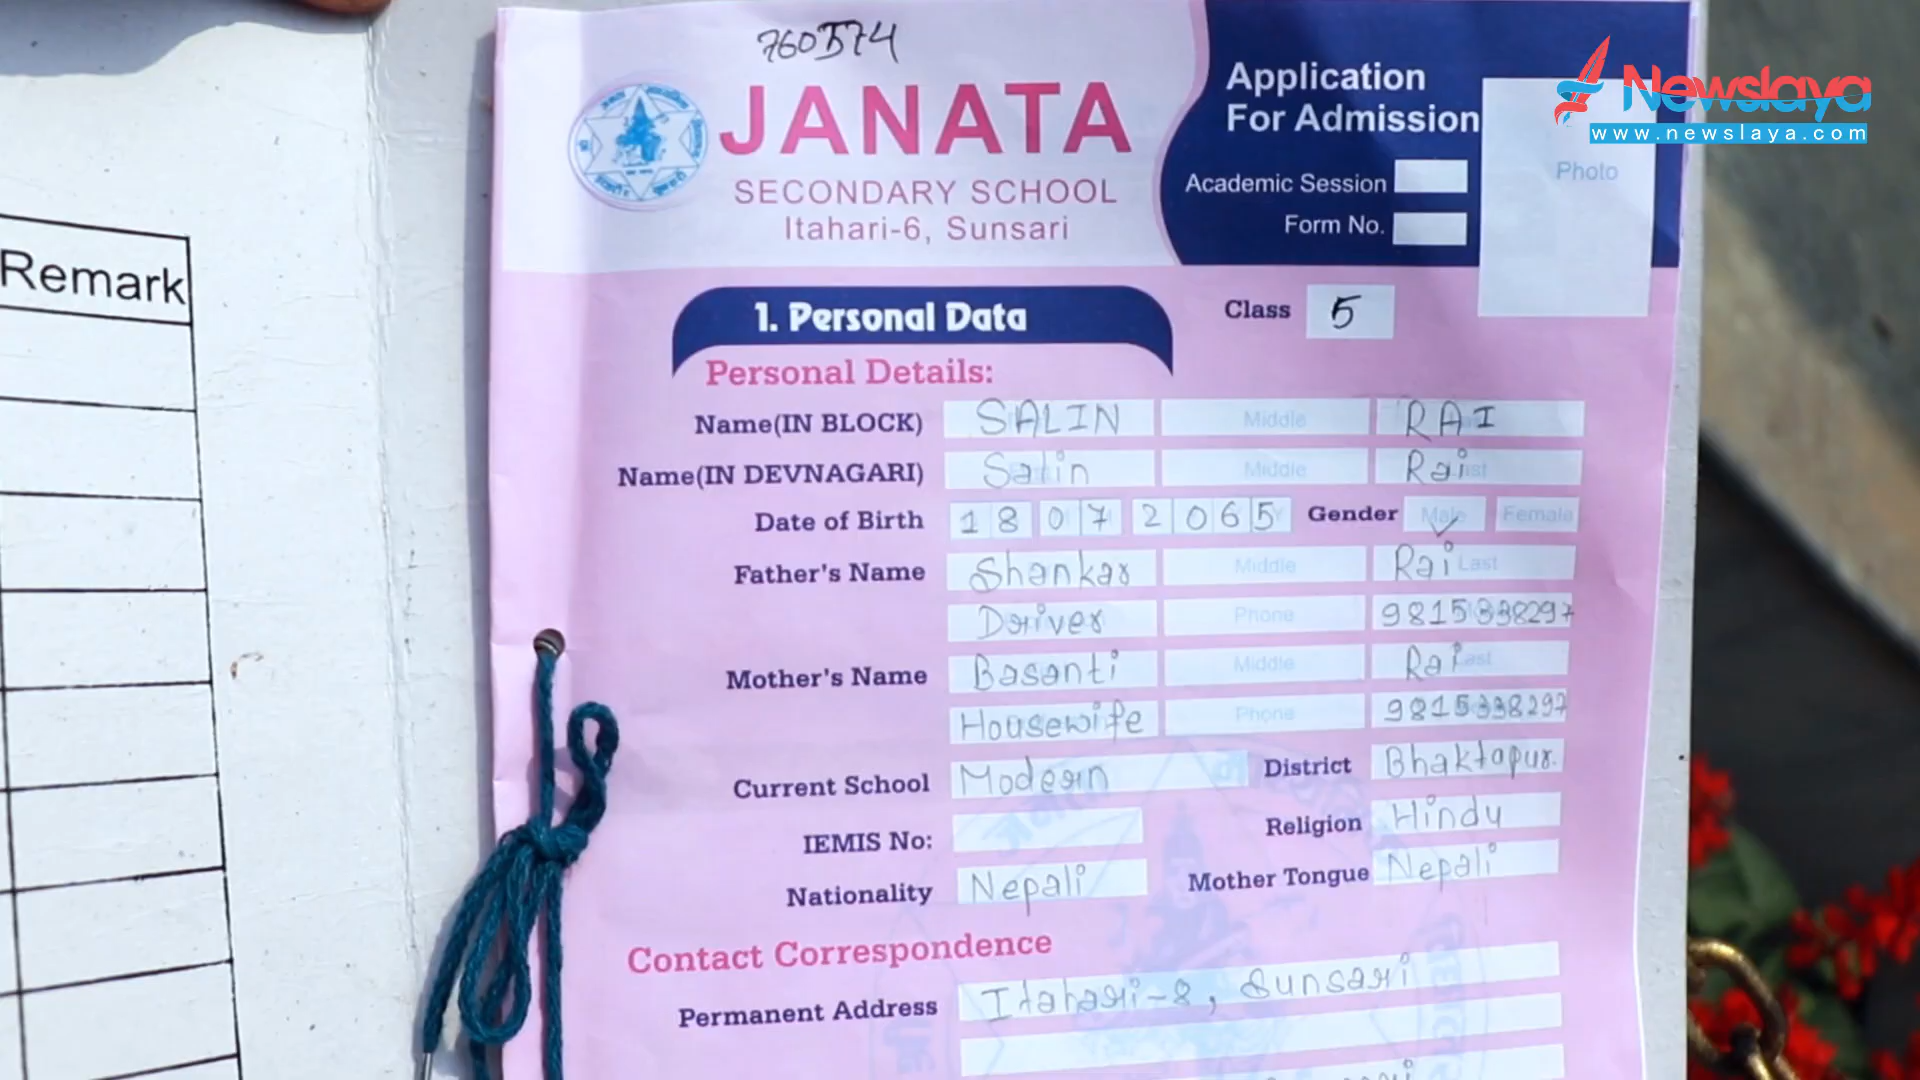 760574
JANATA
SECONDARY SCHOOL
Itahari-6, Sunsari
Application
For Admission
Academic Session
Form No.
Photo
Newslaya
www.newslaya.com
Remark
1. Personal Data
Class 5
Personal Details:
Name(IN BLOCK) SALIN Middle RAI
Name(IN DEVNAGARI) Salin Middle Rai
Date of Birth 18 07 2065 Gender Male Female
Father's Name Shankar Middle Rai Last
Driver Phone 9815338297
Mother's Name Basanti Middle Rai
Housewife Phone 9815338297
Current School Modern District Bhaktapur.
IEMIS No: Religion Hindu
Nationality Nepali Mother Tongue Nepali
Contact Correspondence
Permanent Address Itahari-8, Sunsari